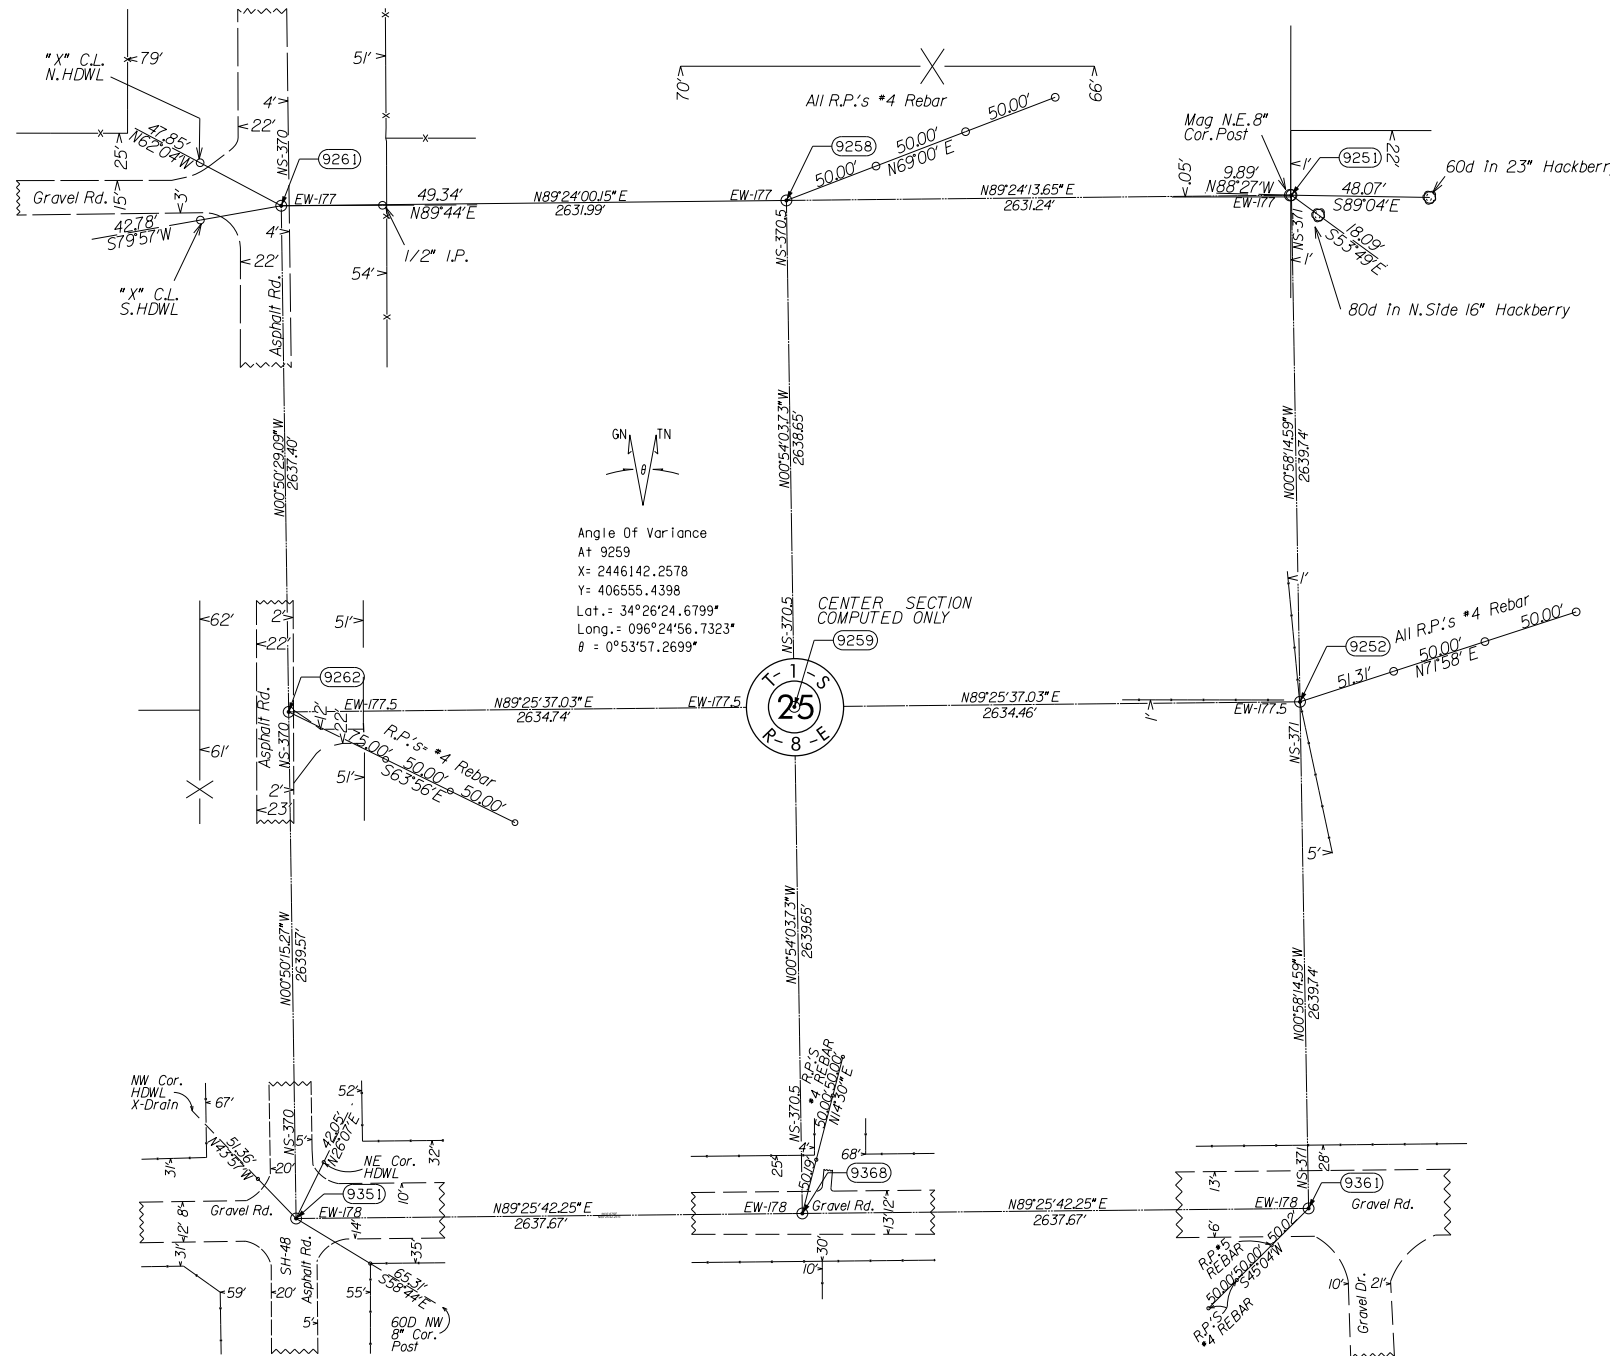 "X" C.L.
N.HDWL
79'
51'
4'
22'
NS-370
47.85'
N62°04'W
25'
Gravel Rd.
15'
3'
42.78'
S79°57'W
4'
22'
"X" C.L.
S.HDWL
Asphalt Rd.
9261
EW-177
49.34'
N89°44'E
1/2" I.P.
54'
N89°24'00.15" E
2631.99'
70'
66'
All R.P.'s #4 Rebar
9258
EW-177
50.00'
50.00'
50.00'
N69°00' E
NS-370.5
N89°24'13.65" E
2631.24'
.05'
Mag N.E.8"
Cor.Post
9.89'
N88°27'W
EW-177
1'
9251
22'
60d in 23" Hackberry
48.07'
S89°04'E
NS-371
18.09'
S53°49'E
1'
80d in N.Side 16" Hackberry
N00°50'29.09" W
2637.40'
GN
TN
θ
Angle Of Variance
At 9259
X= 2446142.2578
Y= 406555.4398
Lat.= 34°26'24.6799"
Long.= 096°24'56.7323"
θ = 0°53'57.2699"
N00°54'03.73" W
2638.65'
NS-370.5
N00°58'14.59" W
2639.74'
CENTER SECTION
COMPUTED ONLY
9259
T-1-S
25
R-8-E
62'
2'
22'
51'
9262
Asphalt Rd.
NS-370
EW-177.5
12'
22'
75.00'
R.P.'s= #4 Rebar
50.00'
S63°56'E
50.00'
61'
2'
23'
51'
N89°25'37.03" E
2634.74'
EW-177.5
N89°25'37.03" E
2634.46'
1'
EW-177.5
1'
9252
51.31'
50.00'
N71°58' E
50.00'
All R.P.'s #4 Rebar
NS-371
5'
N00°50'15.27" W
2639.57'
N00°54'03.73" W
2639.65'
N00°58'14.59" W
2639.74'
NW Cor.
HDWL
X-Drain
67'
51.36'
N43°57'W
31'
NS-370
5'
20'
42.05'
N26°07'E
52'
32'
NE Cor.
HDWL
10'
9351
EW-178
Gravel Rd.
8'
12'
31'
14'
35'
SH-48
Asphalt Rd.
59'
20'
5'
55'
65.31'
S58°44'E
60D NW
8" Cor.
Post
N89°25'42.25" E
2637.67'
NS-370.5
R.P.'S
#4 REBAR
50.00'
50.00'
N14°30" E
4'
25'
50.19'
68'
9368
EW-178
Gravel Rd.
12'
13'
30'
10'
N89°25'42.25" E
2637.67'
NS-371
28'
13'
9361
EW-178
Gravel Rd.
6'
R.P.#5
REBAR
50.02'
50.00'
50.00'
S45°04'W
R.P.'S
#4 REBAR
10'
21'
Gravel Dr.